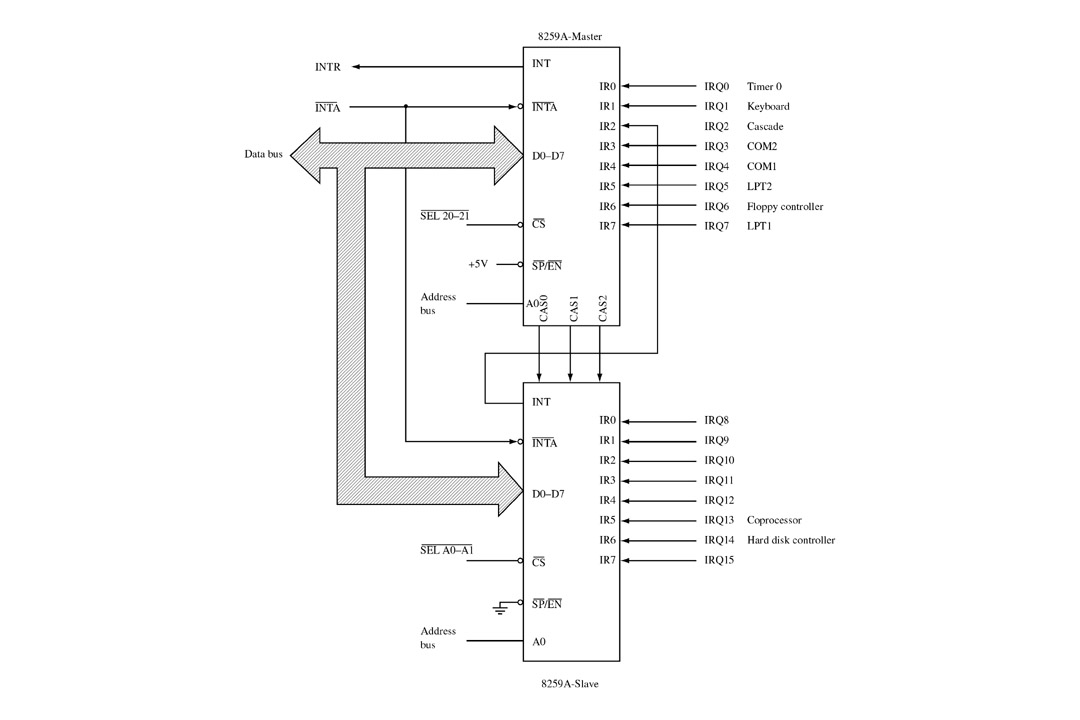 8259A-Master
INTR
INT
IR0 IRQ0 Timer 0
INTA INTA
IR1 IRQ1 Keyboard
IR2 IRQ2 Cascade
IR3 IRQ3 COM2
Data bus D0–D7
IR4 IRQ4 COM1
IR5 IRQ5 LPT2
IR6 IRQ6 Floppy controller
SEL 20–21 CS
IR7 IRQ7 LPT1
+5V SP/EN
Address
bus
A0
CAS0
CAS1
CAS2
INT
IR0 IRQ8
INTA
IR1 IRQ9
IR2 IRQ10
IR3 IRQ11
D0–D7
IR4 IRQ12
IR5 IRQ13 Coprocessor
IR6 IRQ14 Hard disk controller
SEL A0–A1 CS
IR7 IRQ15
SP/EN
Address
bus
A0
8259A-Slave